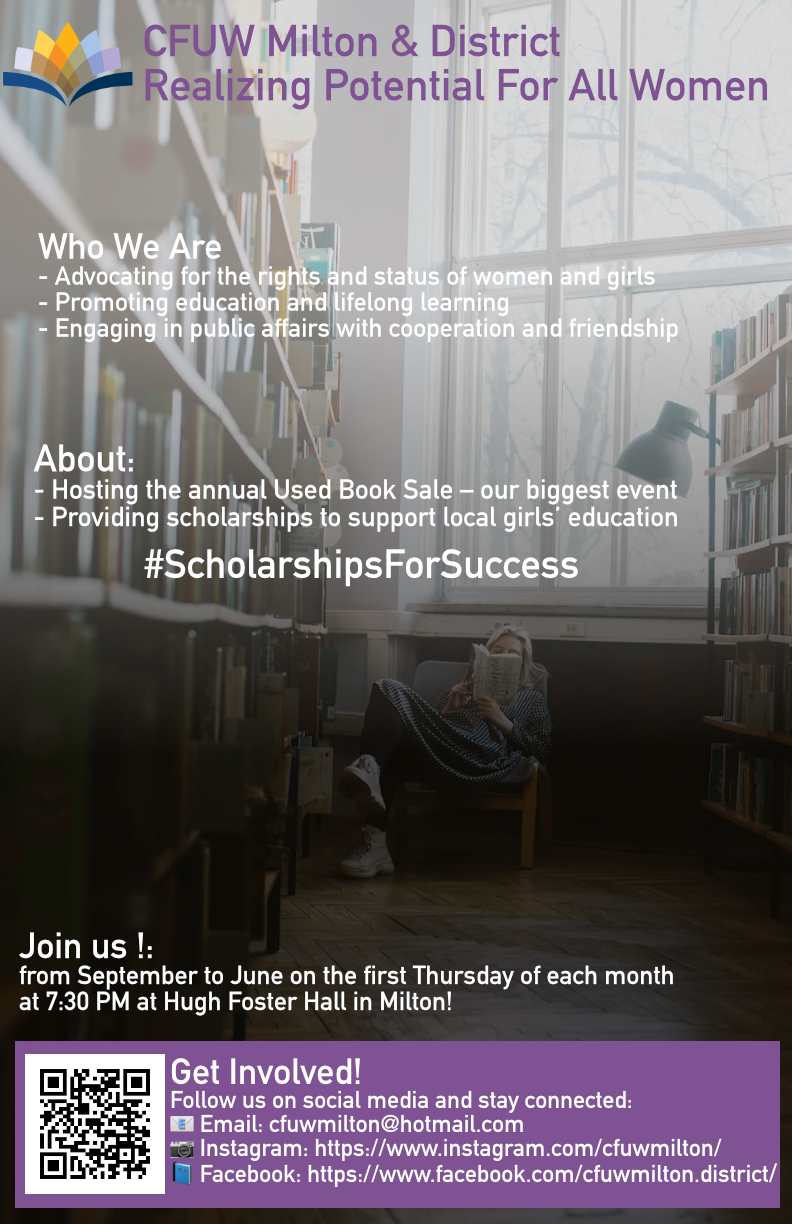 CFUW Milton & District
Realizing Potential For All Women
Who We Are
- Advocating for the rights and status of women and girls
- Promoting education and lifelong learning
- Engaging in public affairs with cooperation and friendship
About:
- Hosting the annual Used Book Sale – our biggest event
- Providing scholarships to support local girls’ education
#ScholarshipsForSuccess
Join us !:
from September to June on the first Thursday of each month
at 7:30 PM at Hugh Foster Hall in Milton!
Get Involved!
Follow us on social media and stay connected:
📧 Email: cfuwmilton@hotmail.com
📷 Instagram: https://www.instagram.com/cfuwmilton/
📘 Facebook: https://www.facebook.com/cfuwmilton.district/